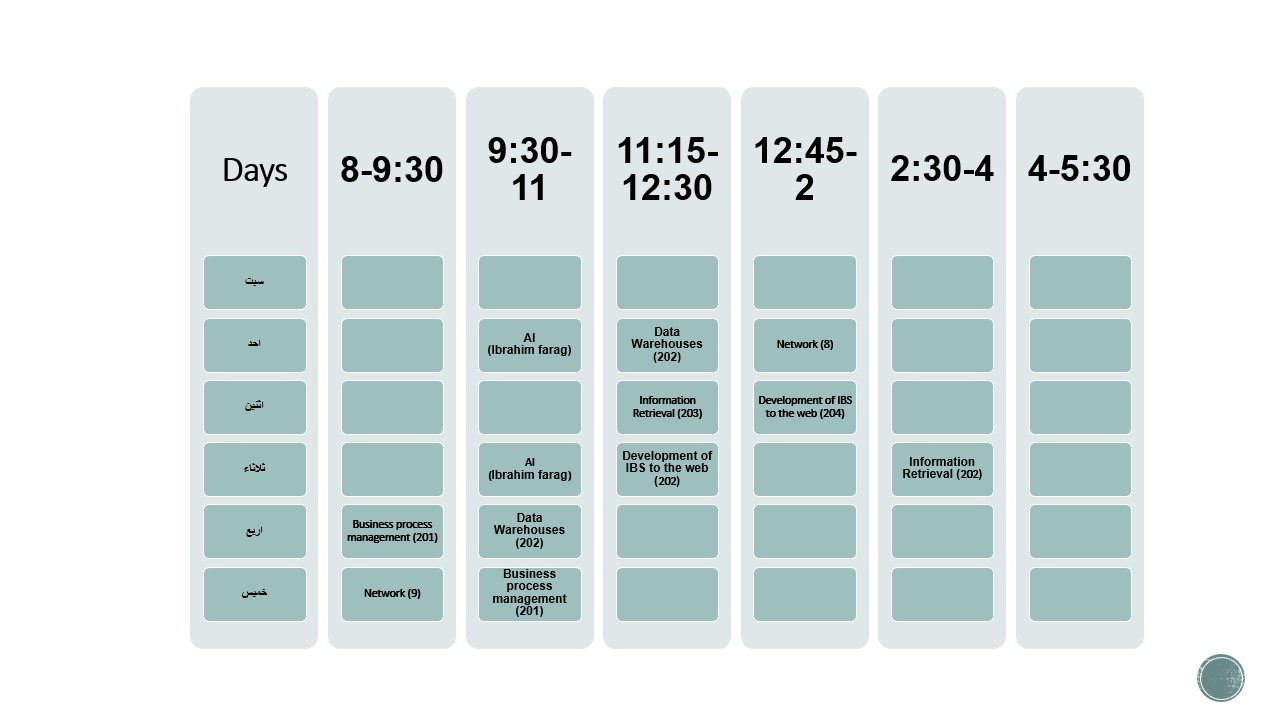 Days
8-9:30
9:30-
11
11:15-
12:30
12:45-
2
2:30-4
4-5:30
سبت
احد
AI
(Ibrahim farag)
Data
Warehouses
(202)
Network (8)
اثنين
Information
Retrieval (203)
Development of IBS
to the web (204)
ثلاثاء
AI
(Ibrahim farag)
Development of
IBS to the web
(202)
Information
Retrieval (202)
اربع
Business process
management (201)
Data
Warehouses
(202)
خميس
Network (9)
Business
process
management
(201)